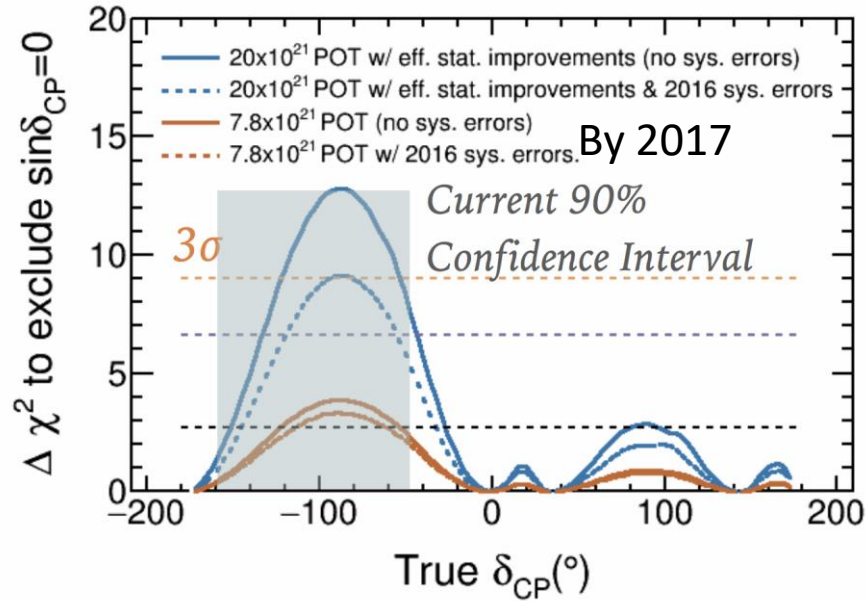 20
15
10
5
0
Δ χ² to exclude sinδCP=0
20x10²¹ POT w/ eff. stat. improvements (no sys. errors)
20x10²¹ POT w/ eff. stat. improvements & 2016 sys. errors
7.8x10²¹ POT (no sys. errors)
7.8x10²¹ POT w/ 2016 sys. errors.
By 2017
Current 90%
Confidence Interval
3σ
−200 −100 0 100 200
True δCP(°)